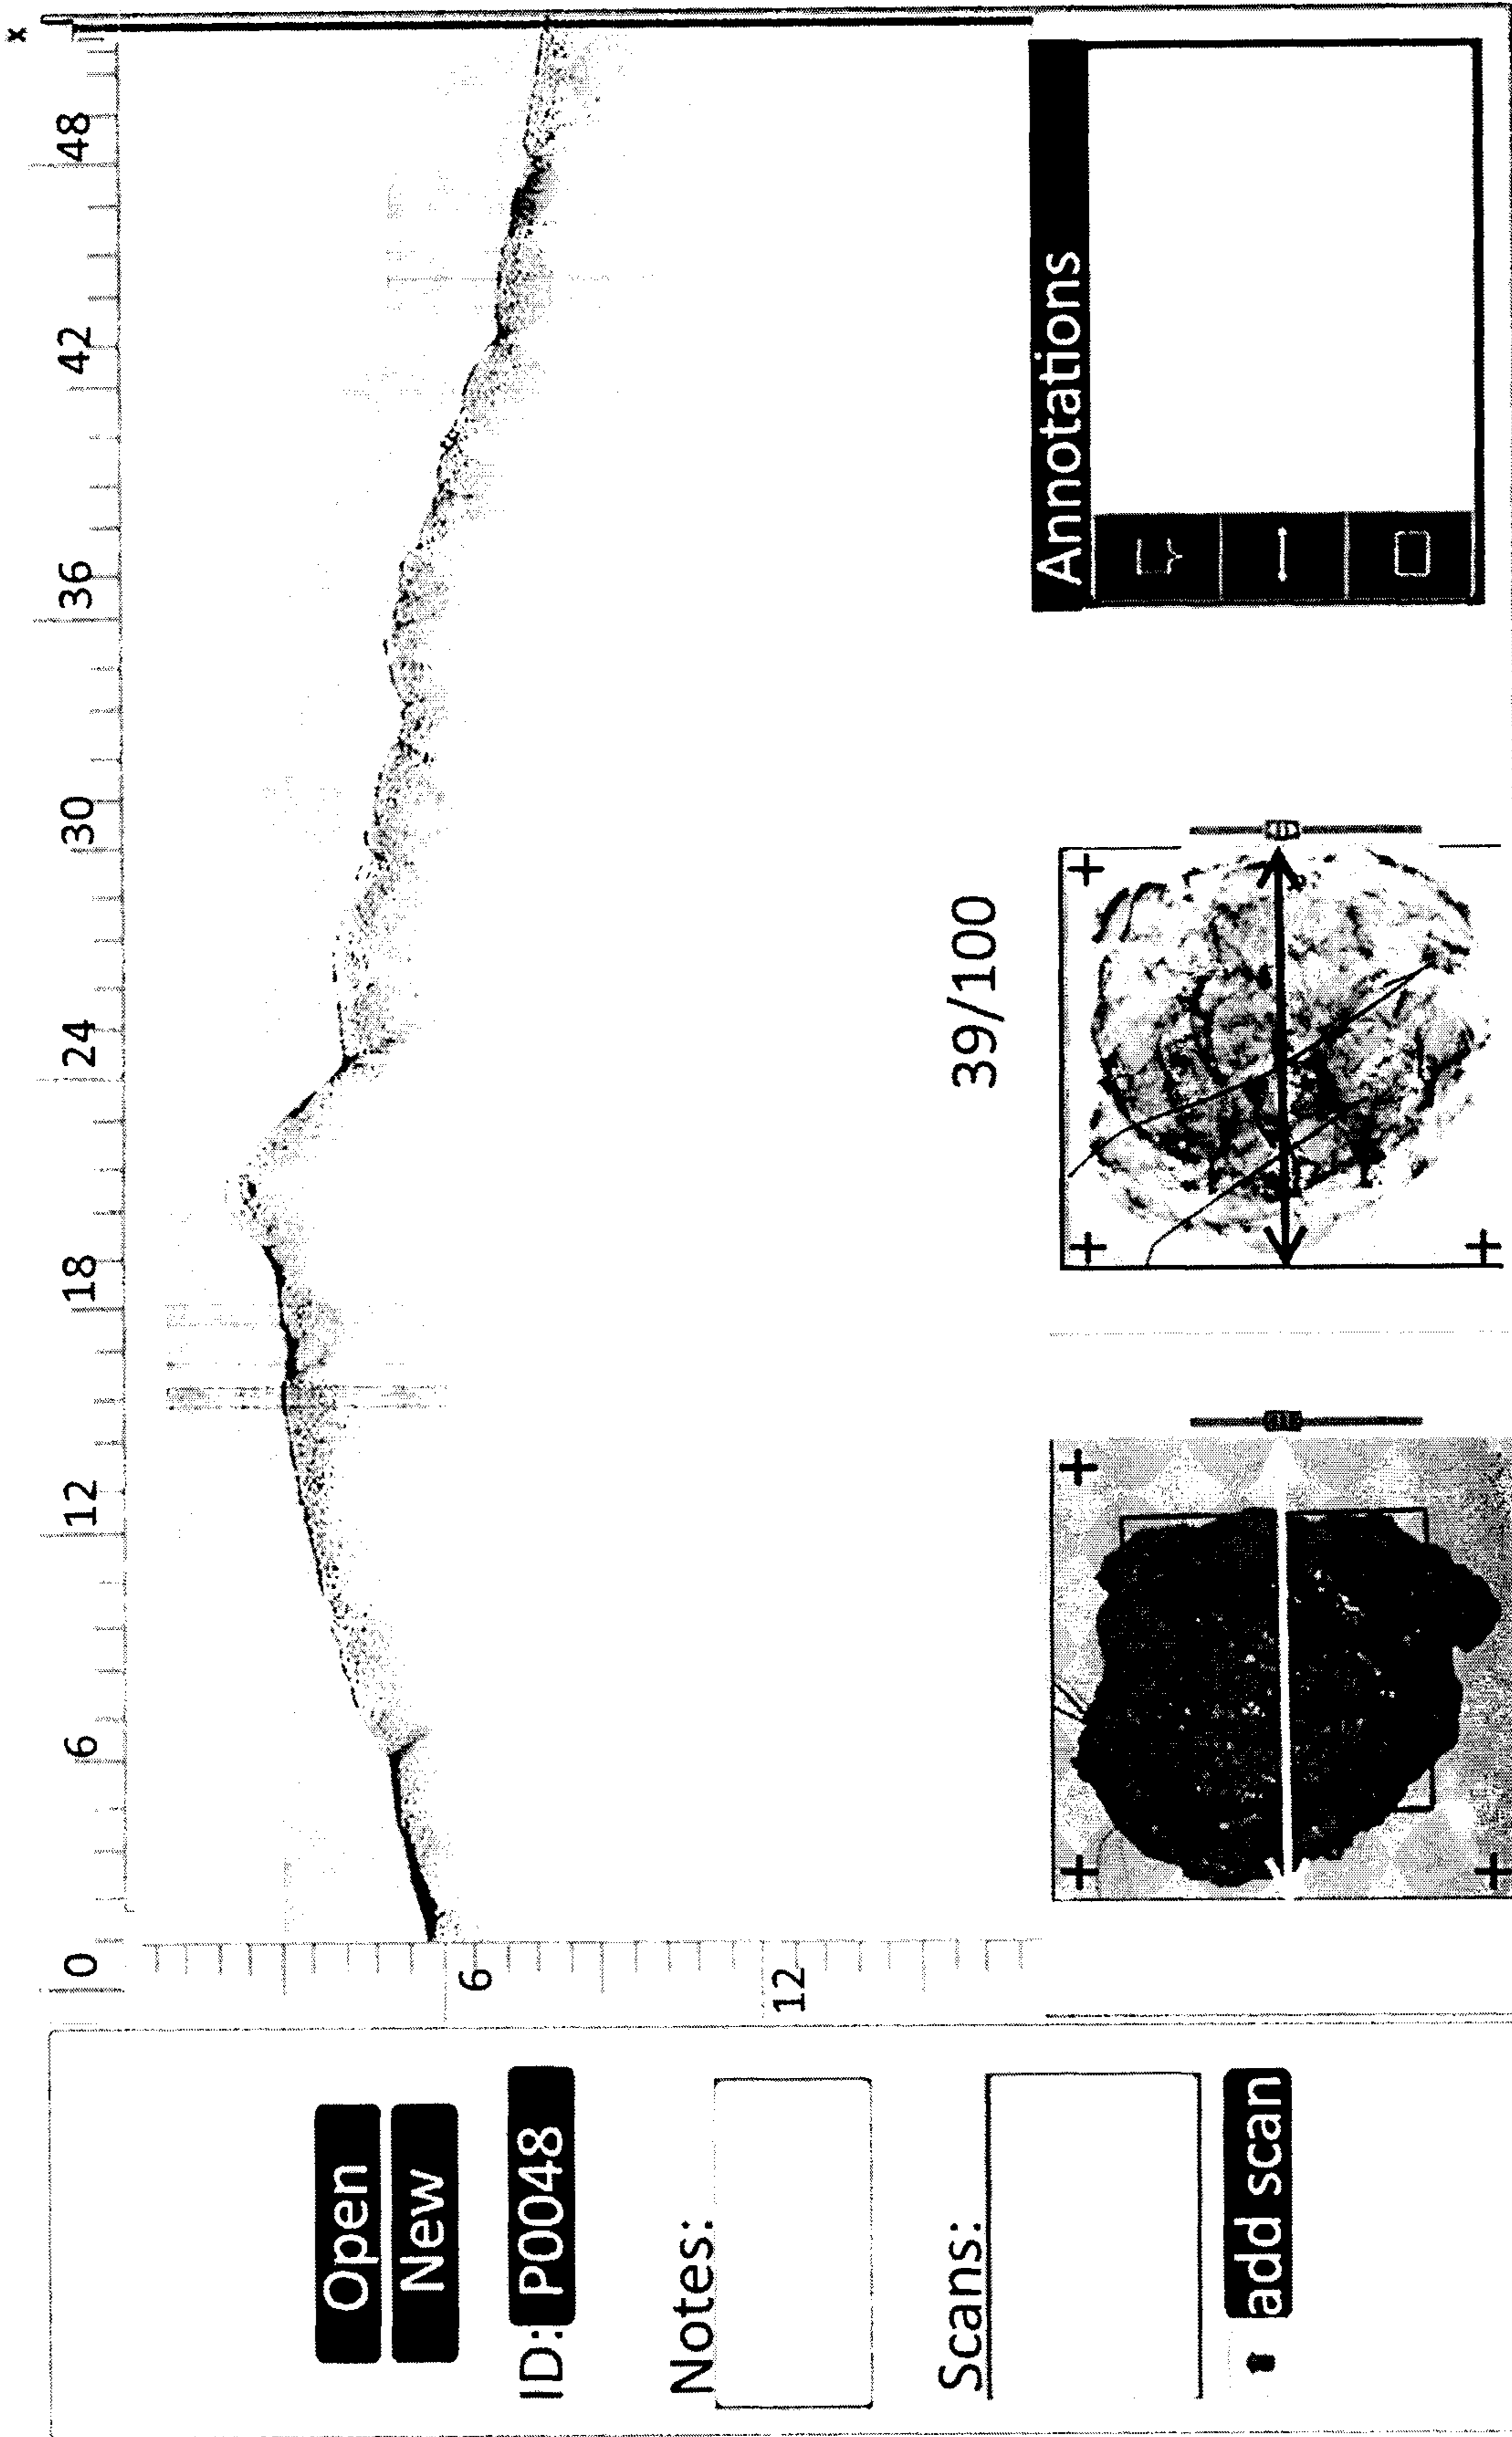 Open
New
ID: P0048
Notes:
Scans:
add scan
0 6 12 18 24 30 36 42 48
x
6
12
39/100
Annotations